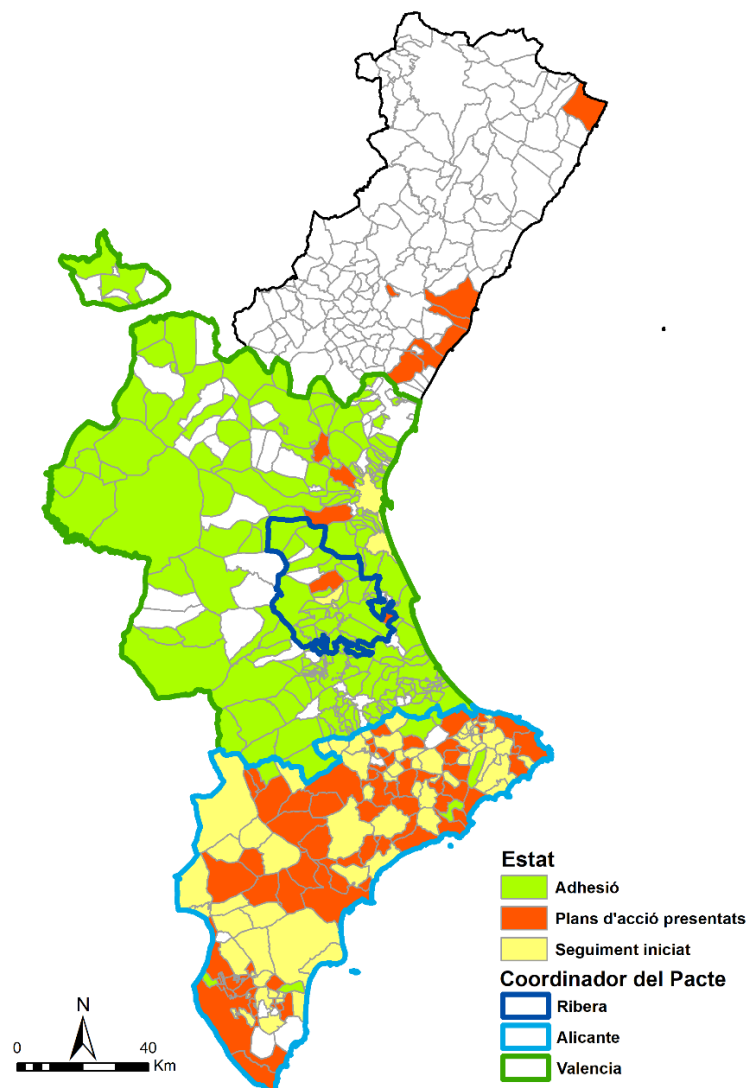 Estat
Adhesió
Plans d'acció presentats
Seguiment iniciat
Coordinador del Pacte
Ribera
Alicante
Valencia
N
0 40
Km